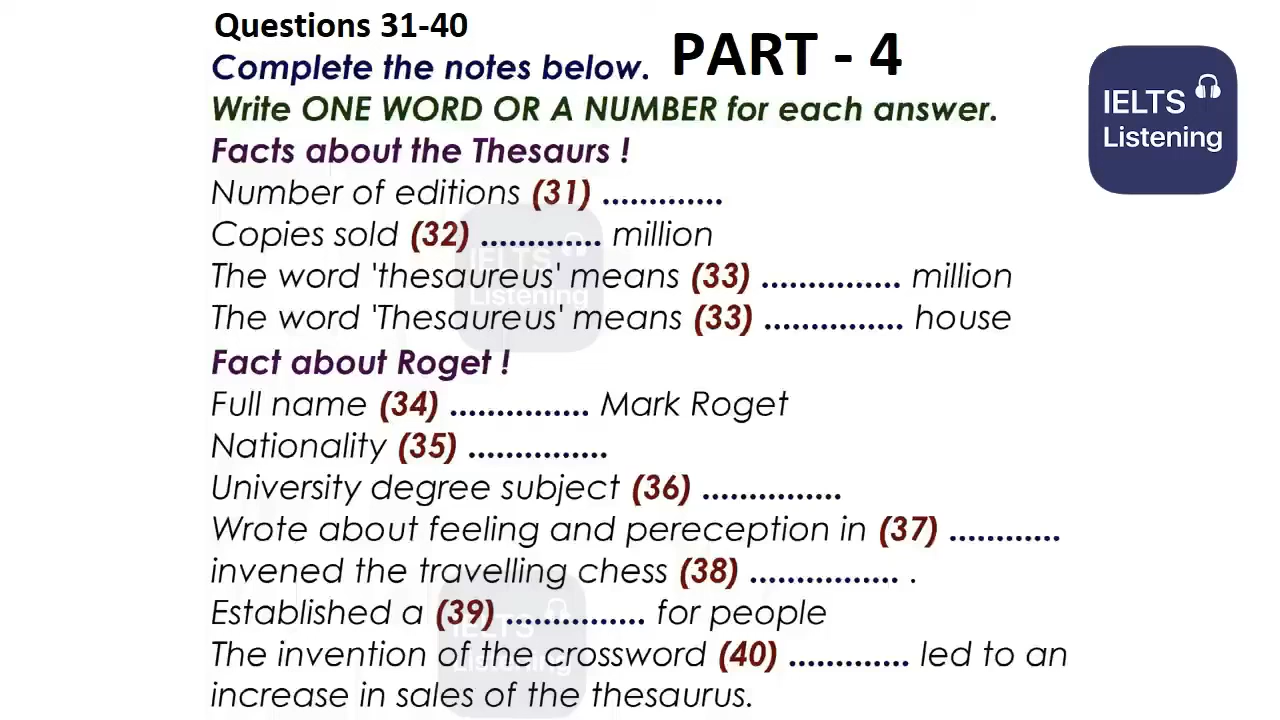 Questions 31-40
PART - 4
Complete the notes below.
Write ONE WORD OR A NUMBER for each answer.
IELTS
Listening
Facts about the Thesaurs !
Number of editions (31) .............
Copies sold (32) ............. million
The word 'thesaureus' means (33) ............... million
The word 'Thesaureus' means (33) ............... house
Fact about Roget !
Full name (34) ............... Mark Roget
Nationality (35) ...............
University degree subject (36) ...............
Wrote about feeling and pereception in (37) ............
invened the travelling chess (38) ................ .
Established a (39) ............... for people
The invention of the crossword (40) ............. led to an
increase in sales of the thesaurus.
IELTS
Listening
IELTS
Listening